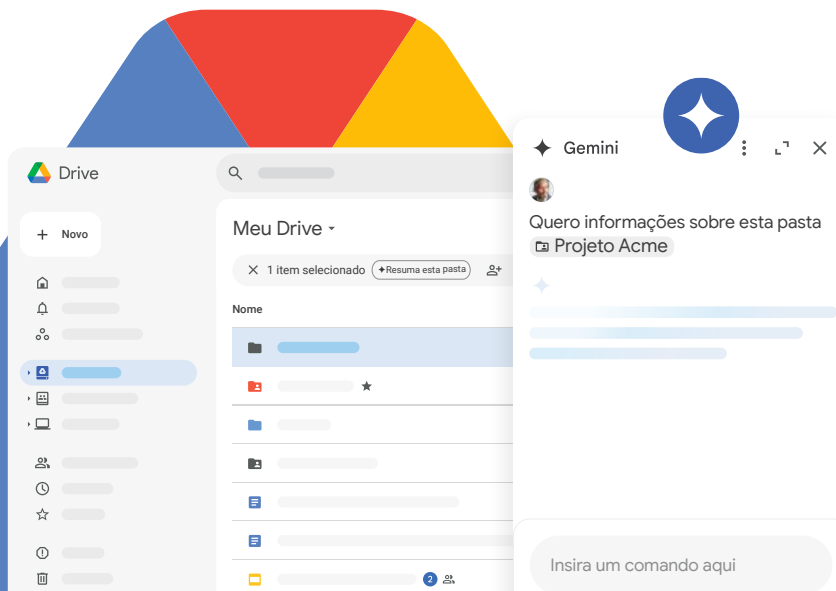 Drive
Novo
Meu Drive
1 item selecionado
Resuma esta pasta
Nome
2
Gemini
Quero informações sobre esta pasta
Projeto Acme
Insira um comando aqui